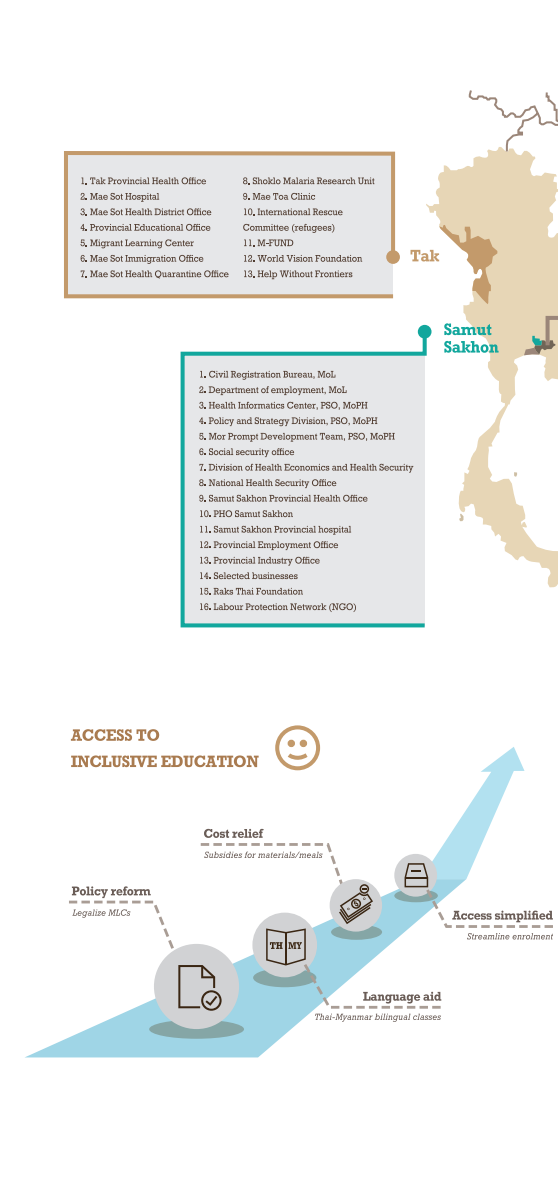 1. Tak Provincial Health Office
2. Mae Sot Hospital
3. Mae Sot Health District Office
4. Provincial Educational Office
5. Migrant Learning Center
6. Mae Sot Immigration Office
7. Mae Sot Health Quarantine Office
8. Shoklo Malaria Research Unit
9. Mae Toa Clinic
10. International Rescue
Committee (refugees)
11. M-FUND
12. World Vision Foundation
13. Help Without Frontiers
Tak
Samut
Sakhon
1. Civil Registration Bureau, MoL
2. Department of employment, MoL
3. Health Informatics Center, PSO, MoPH
4. Policy and Strategy Division, PSO, MoPH
5. Mor Prompt Development Team, PSO, MoPH
6. Social security office
7. Division of Health Economics and Health Security
8. National Health Security Office
9. Samut Sakhon Provincial Health Office
10. PHO Samut Sakhon
11. Samut Sakhon Provincial hospital
12. Provincial Employment Office
13. Provincial Industry Office
14. Selected businesses
15. Raks Thai Foundation
16. Labour Protection Network (NGO)
ACCESS TO
INCLUSIVE EDUCATION
Cost relief
Subsidies for materials/meals
Policy reform
Legalize MLCs
Access simplified
Streamline enrolment
TH MY
Language aid
Thai-Myanmar bilingual classes